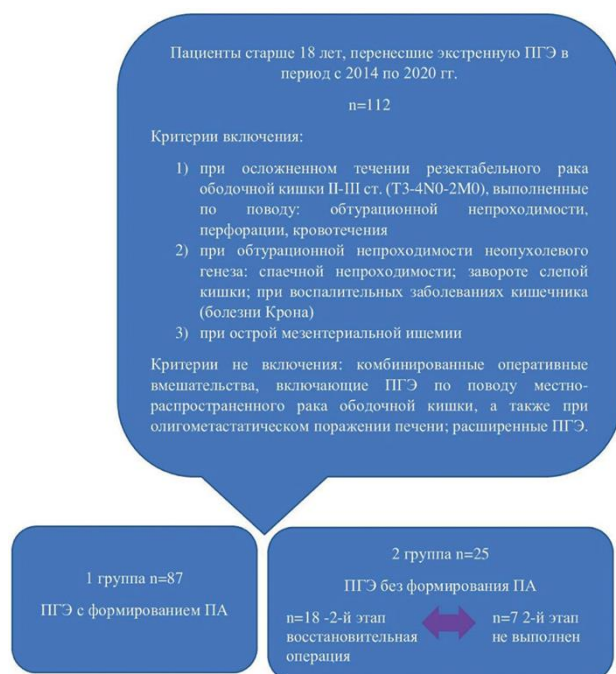 Пациенты старше 18 лет, перенесшие экстренную ПГЭ в
период с 2014 по 2020 гг.
n=112
Критерии включения:
1) при осложненном течении резектабельного рака
ободочной кишки II-III ст. (T3-4N0-2M0), выполненные
по поводу: обтурационной непроходимости,
перфорации, кровотечения
2) при обтурационной непроходимости неопухолевого
генеза: спаечной непроходимости; завороте слепой
кишки; при воспалительных заболеваниях кишечника
(болезни Крона)
3) при острой мезентериальной ишемии
Критерии не включения: комбинированные оперативные
вмешательства, включающие ПГЭ по поводу местно-
распространенного рака ободочной кишки, а также при
олигометастатическом поражении печени; расширенные ПГЭ.
1 группа n=87
ПГЭ с формированием ПА
2 группа n=25
ПГЭ без формирования ПА
n=18 -2-й этап
восстановительная
операция
n=7 2-й этап
не выполнен